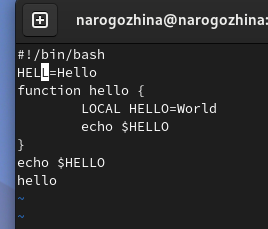 narogozhina@narogozhina:
#!/bin/bash
HELL=Hello
function hello {
LOCAL HELLO=World
echo $HELLO
}
echo $HELLO
hello
~
~